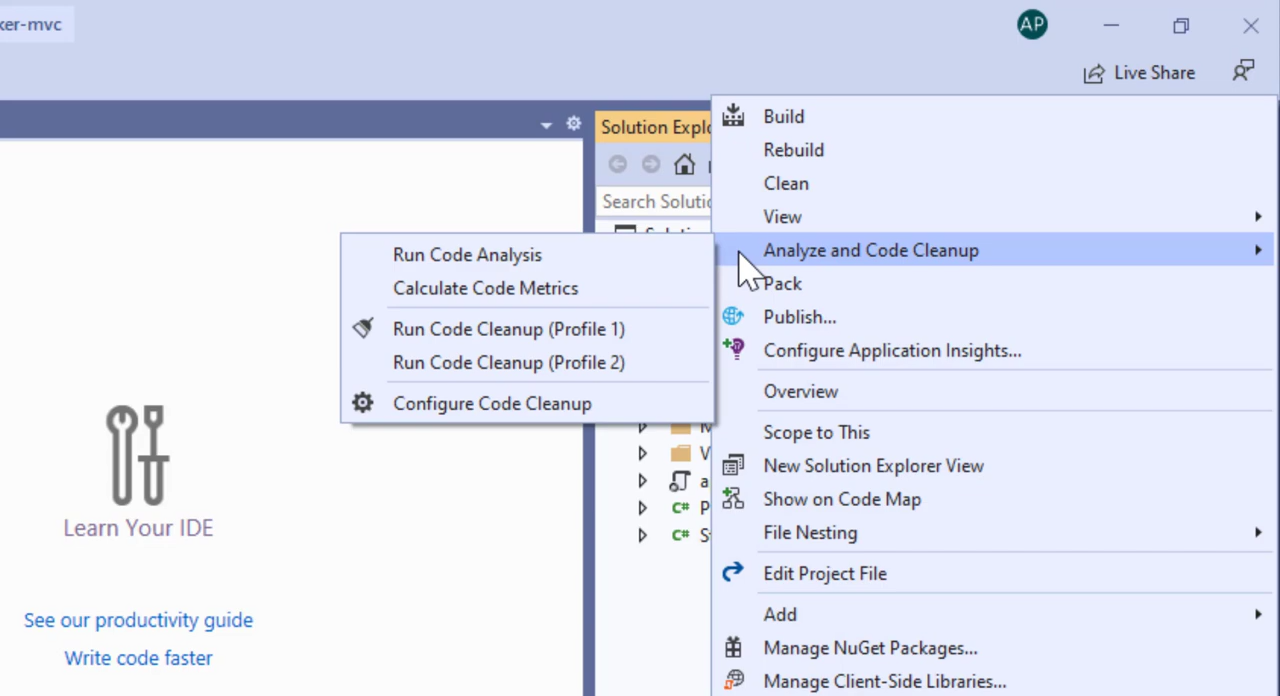 ker-mvc
AP
Live Share
Solution Explo
Search Solutio
Build
Rebuild
Clean
View
Analyze and Code Cleanup
Pack
Publish...
Configure Application Insights...
Overview
Scope to This
New Solution Explorer View
Show on Code Map
File Nesting
Edit Project File
Add
Manage NuGet Packages...
Manage Client-Side Libraries...
Run Code Analysis
Calculate Code Metrics
Run Code Cleanup (Profile 1)
Run Code Cleanup (Profile 2)
Configure Code Cleanup
V
a
C# P
C# S
Learn Your IDE
See our productivity guide
Write code faster